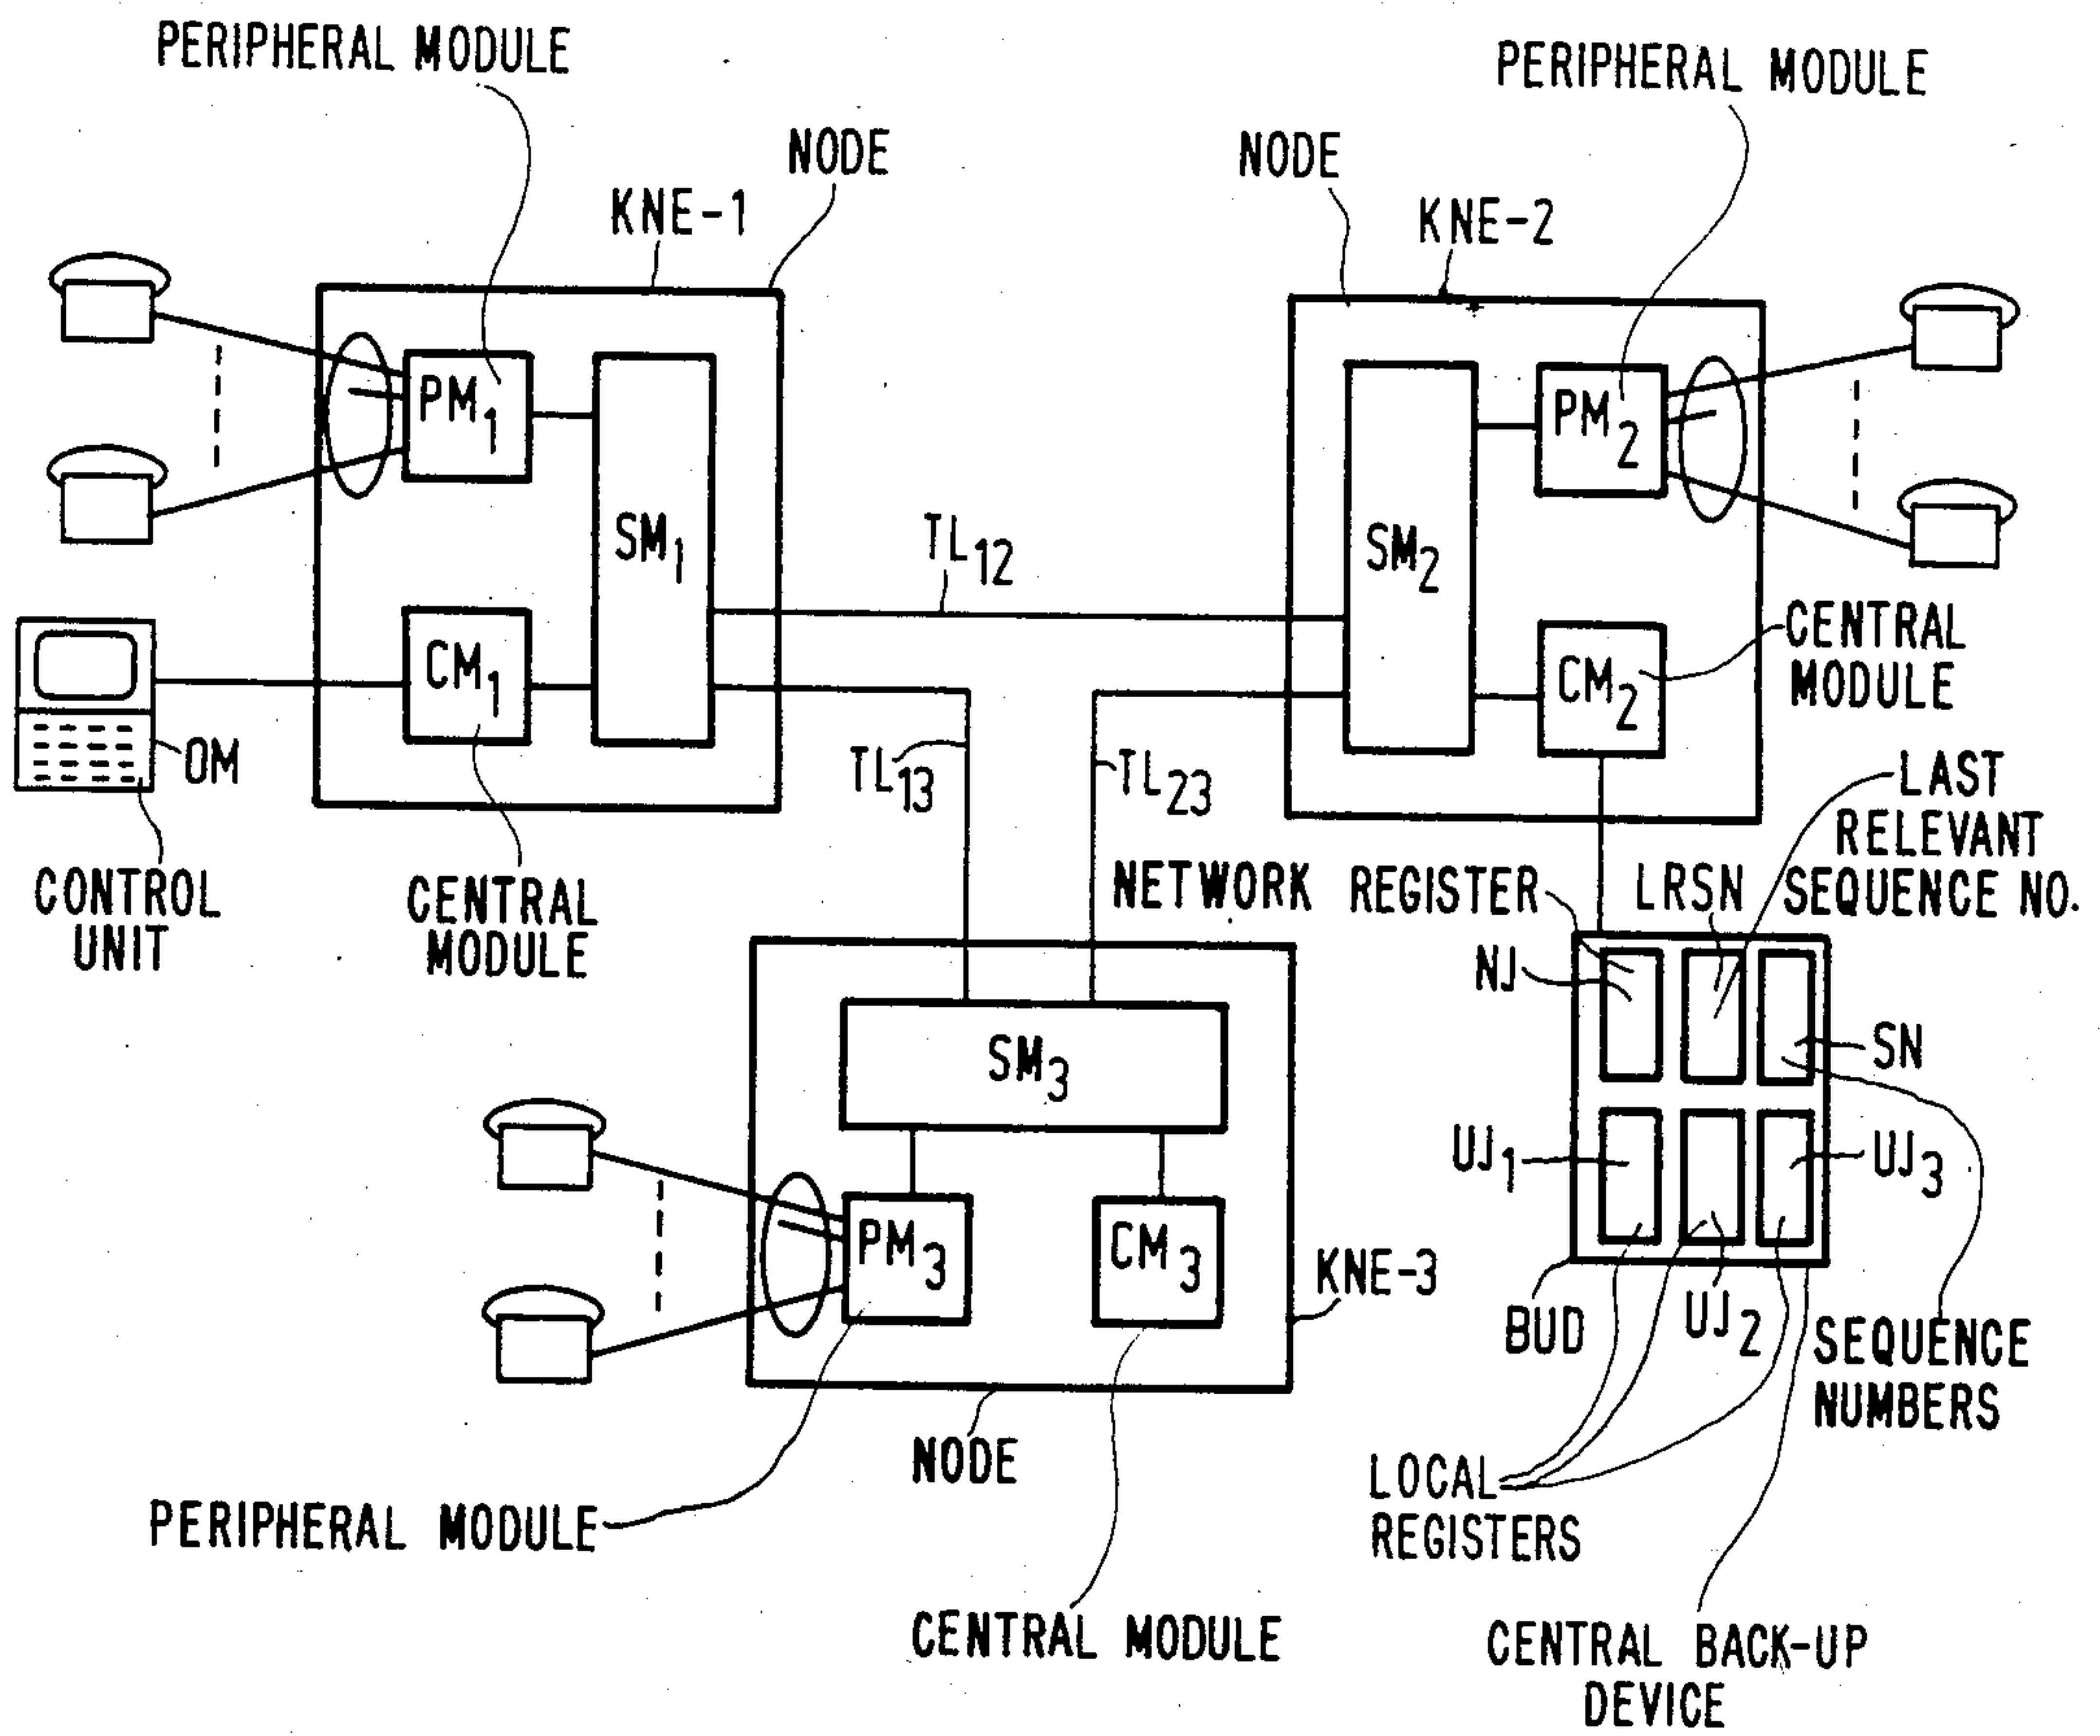 PERIPHERAL MODULE
PERIPHERAL MODULE
NODE
NODE
KNE-1
KNE-2
PM1
PM2
SM1
SM2
TL12
CENTRAL
MODULE
CM1
CM2
OM
TL13
TL23
LAST
RELEVANT
SEQUENCE NO.
CONTROL
UNIT
CENTRAL
MODULE
NETWORK
REGISTER
LRSN
NJ
SN
SM3
UJ1
UJ3
PM3
CM3
KNE-3
BUD
UJ2
SEQUENCE
NUMBERS
NODE
LOCAL
REGISTERS
PERIPHERAL MODULE
CENTRAL MODULE
CENTRAL BACK-UP
DEVICE